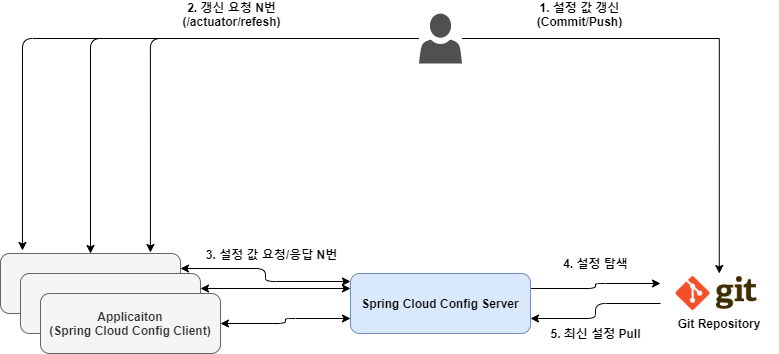 2. 갱신 요청 N번
(/actuator/refesh)
1. 설정 값 갱신
(Commit/Push)
3. 설정 값 요청/응답 N번
4. 설정 탐색
Applicaiton
(Spring Cloud Config Client)
Spring Cloud Config Server
git
Git Repository
5. 최신 설정 Pull